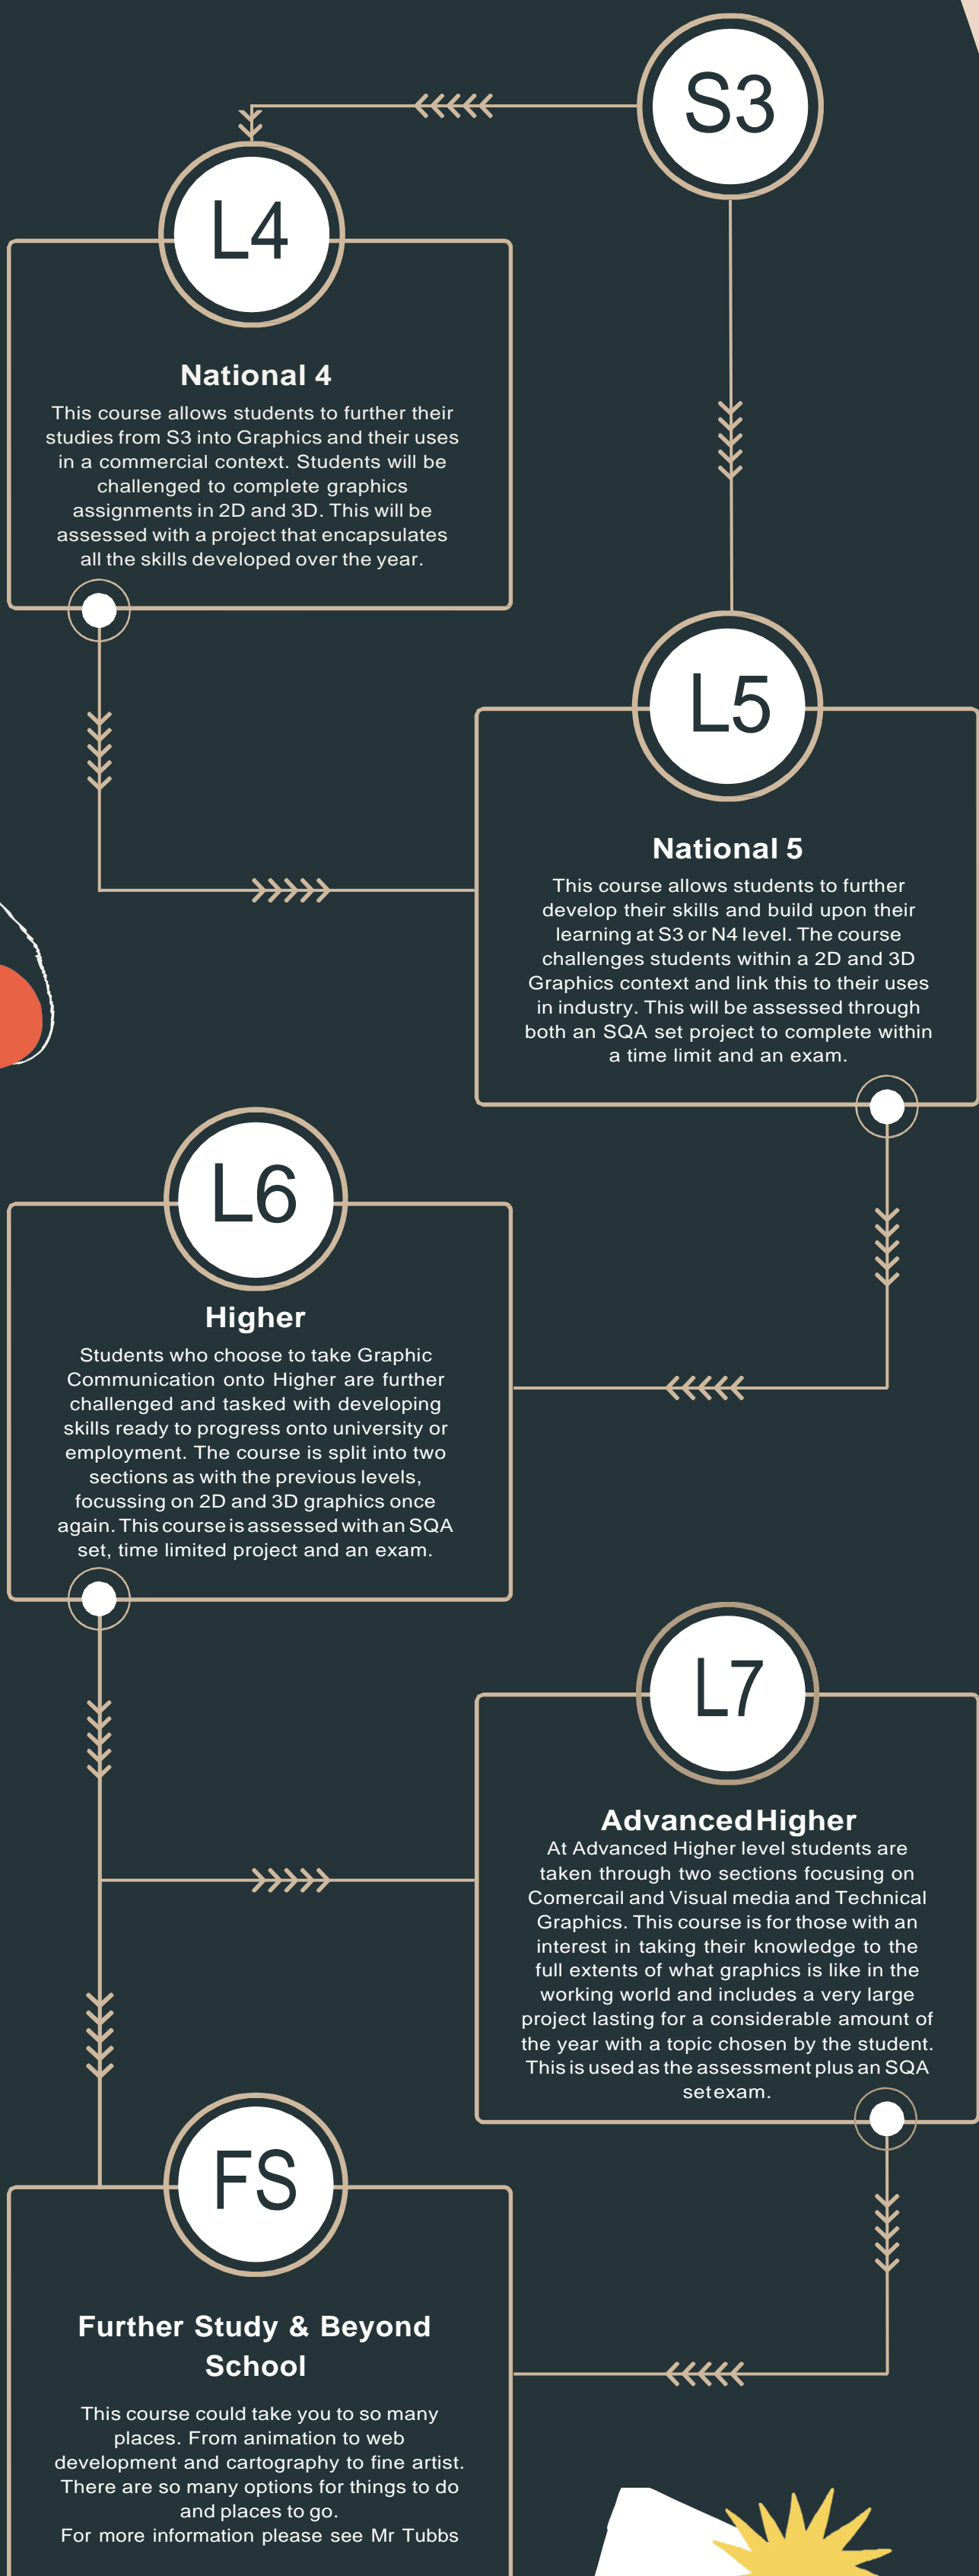 S3
L4
National 4
This course allows students to further their
studies from S3 into Graphics and their uses
in a commercial context. Students will be
challenged to complete graphics
assignments in 2D and 3D. This will be
assessed with a project that encapsulates
all the skills developed over the year.
L5
National 5
This course allows students to further
develop their skills and build upon their
learning at S3 or N4 level. The course
challenges students within a 2D and 3D
Graphics context and link this to their uses
in industry. This will be assessed through
both an SQA set project to complete within
a time limit and an exam.
L6
Higher
Students who choose to take Graphic
Communication onto Higher are further
challenged and tasked with developing
skills ready to progress onto university or
employment. The course is split into two
sections as with the previous levels,
focussing on 2D and 3D graphics once
again. This course is assessed with an SQA
set, time limited project and an exam.
L7
Advanced Higher
At Advanced Higher level students are
taken through two sections focusing on
Comercail and Visual media and Technical
Graphics. This course is for those with an
interest in taking their knowledge to the
full extents of what graphics is like in the
working world and includes a very large
project lasting for a considerable amount of
the year with a topic chosen by the student.
This is used as the assessment plus an SQA
set exam.
FS
Further Study & Beyond
School
This course could take you to so many
places. From animation to web
development and cartography to fine artist.
There are so many options for things to do
and places to go.
For more information please see Mr Tubbs